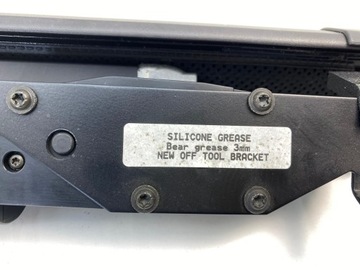 SILICONE GREASE
Bear grease 3mm
NEW OFF TOOL BRACKET